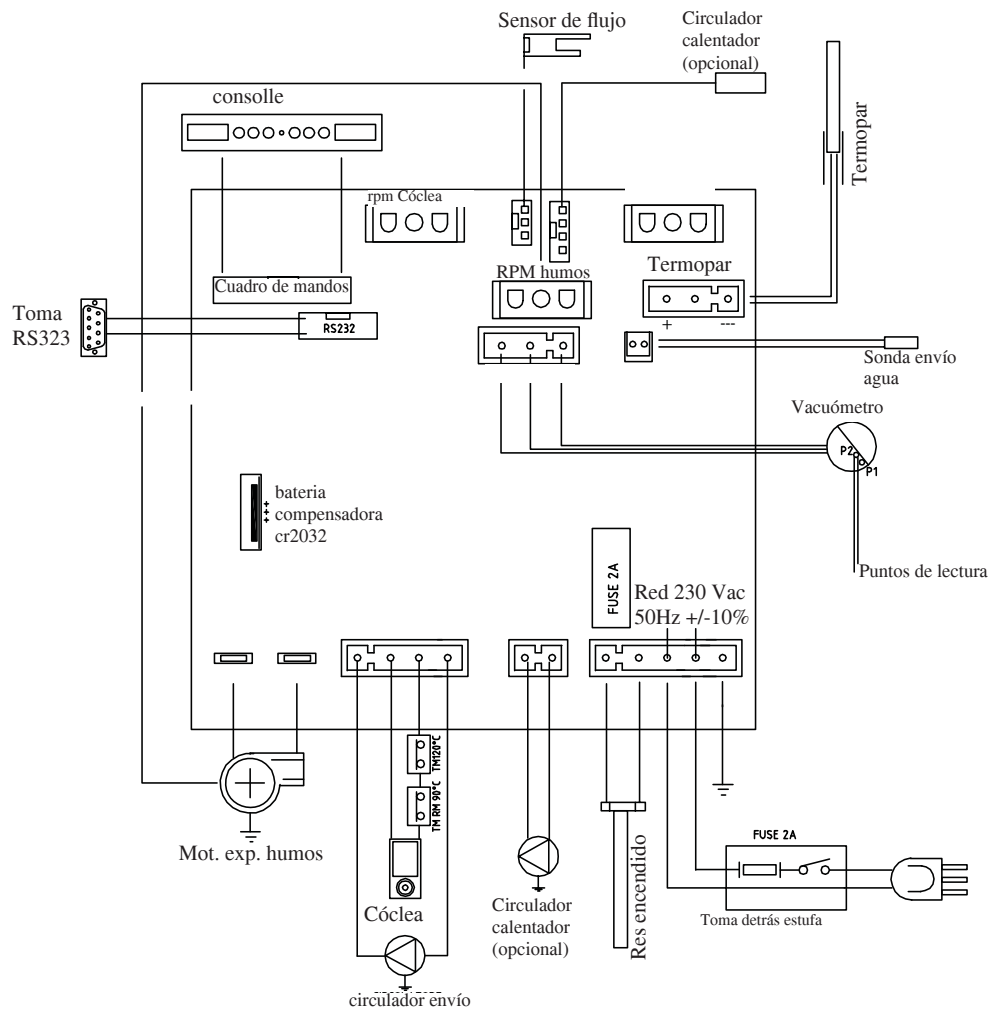 Sensor de flujo
Circulador
calentador
(opcional)
consolle
Termopar
rpm Cóclea
RPM humos
Termopar
Cuadro de mandos
+
---
Toma
RS323
RS232
Sonda envío
agua
Vacuómetro
P2
P1
bateria
compensadora
cr2032
+++
Puntos de lectura
FUSE 2A
Red 230 Vac
50Hz +/-10%
TM120°C
TM RM 90°C
FUSE 2A
Mot. exp. humos
Cóclea
Circulador
calentador
(opcional)
Res encendido
Toma detrás estufa
circulador envío